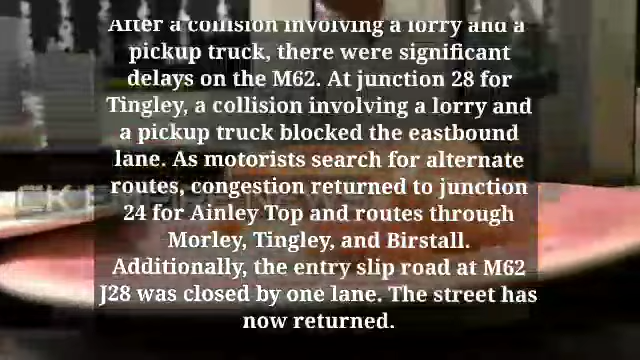 After a collision involving a lorry and a
pickup truck, there were significant
delays on the M62. At junction 28 for
Tingley, a collision involving a lorry and
a pickup truck blocked the eastbound
lane. As motorists search for alternate
routes, congestion returned to junction
24 for Ainley Top and routes through
Morley, Tingley, and Birstall.
Additionally, the entry slip road at M62
J28 was closed by one lane. The street has
now returned.